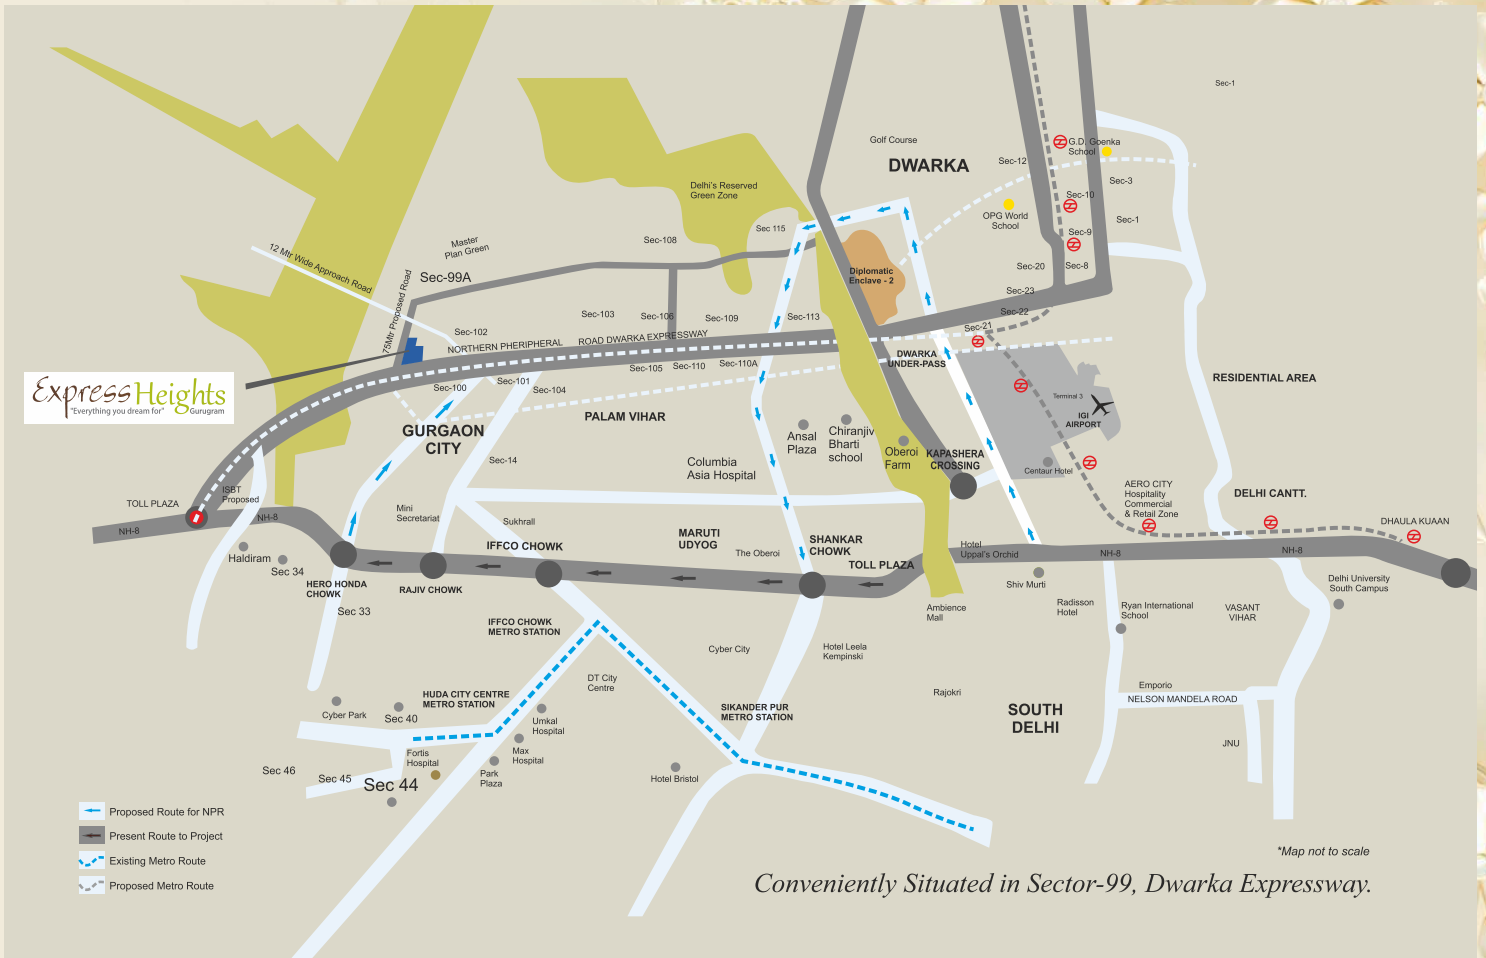 Sec-1
Golf Course
DWARKA
Sec-12
G.D. Goenka
School
Sec-3
Sec-10
Delhi's Reserved
Green Zone
OPG World
School
Sec-1
Sec-9
Sec 115
Sec-108
Master
Plan Green
12 Mtr Wide Approach Road
Sec-99A
75Mtr Proposed Road
Diplomatic
Enclave - 2
Sec-20
Sec-8
Sec-23
Sec-22
Sec-21
Sec-103
Sec-106
Sec-109
Sec-113
Sec-102
NORTHERN PHERIPHERAL
ROAD DWARKA EXPRESSWAY
DWARKA
UNDER-PASS
Sec-105
Sec-110
Sec-110A
Sec-100
Sec-101
Sec-104
Express Heights
"Everything you dream for"
Gurugram
RESIDENTIAL AREA
Terminal 3
IGI
AIRPORT
PALAM VIHAR
GURGAON
CITY
Ansal
Plaza
Chiranjiv
Bharti
school
Oberoi
Farm
KAPASHERA
CROSSING
Centaur Hotel
Sec-14
Columbia
Asia Hospital
AERO CITY
Hospitality
Commercial
& Retail Zone
DELHI CANTT.
DHAULA KUAAN
TOLL PLAZA
ISBT
Proposed
NH-8
NH-8
Mini
Secretariat
Sukhrall
IFFCO CHOWK
MARUTI
UDYOG
The Oberoi
SHANKAR
CHOWK
TOLL PLAZA
Hotel
Uppal's Orchid
NH-8
NH-8
Haldiram
Sec 34
HERO HONDA
CHOWK
RAJIV CHOWK
Sec 33
Shiv Murti
Delhi University
South Campus
Ambience
Mall
Radisson
Hotel
Ryan International
School
VASANT
VIHAR
IFFCO CHOWK
METRO STATION
Cyber City
Hotel Leela
Kempinski
DT City
Centre
Rajokri
Emporio
NELSON MANDELA ROAD
HUDA CITY CENTRE
METRO STATION
SIKANDER PUR
METRO STATION
SOUTH
DELHI
Cyber Park
Sec 40
Umkal
Hospital
JNU
Fortis
Hospital
Max
Hospital
Sec 46
Sec 45
Sec 44
Park
Plaza
Hotel Bristol
Proposed Route for NPR
Present Route to Project
Existing Metro Route
Proposed Metro Route
*Map not to scale
Conveniently Situated in Sector-99, Dwarka Expressway.